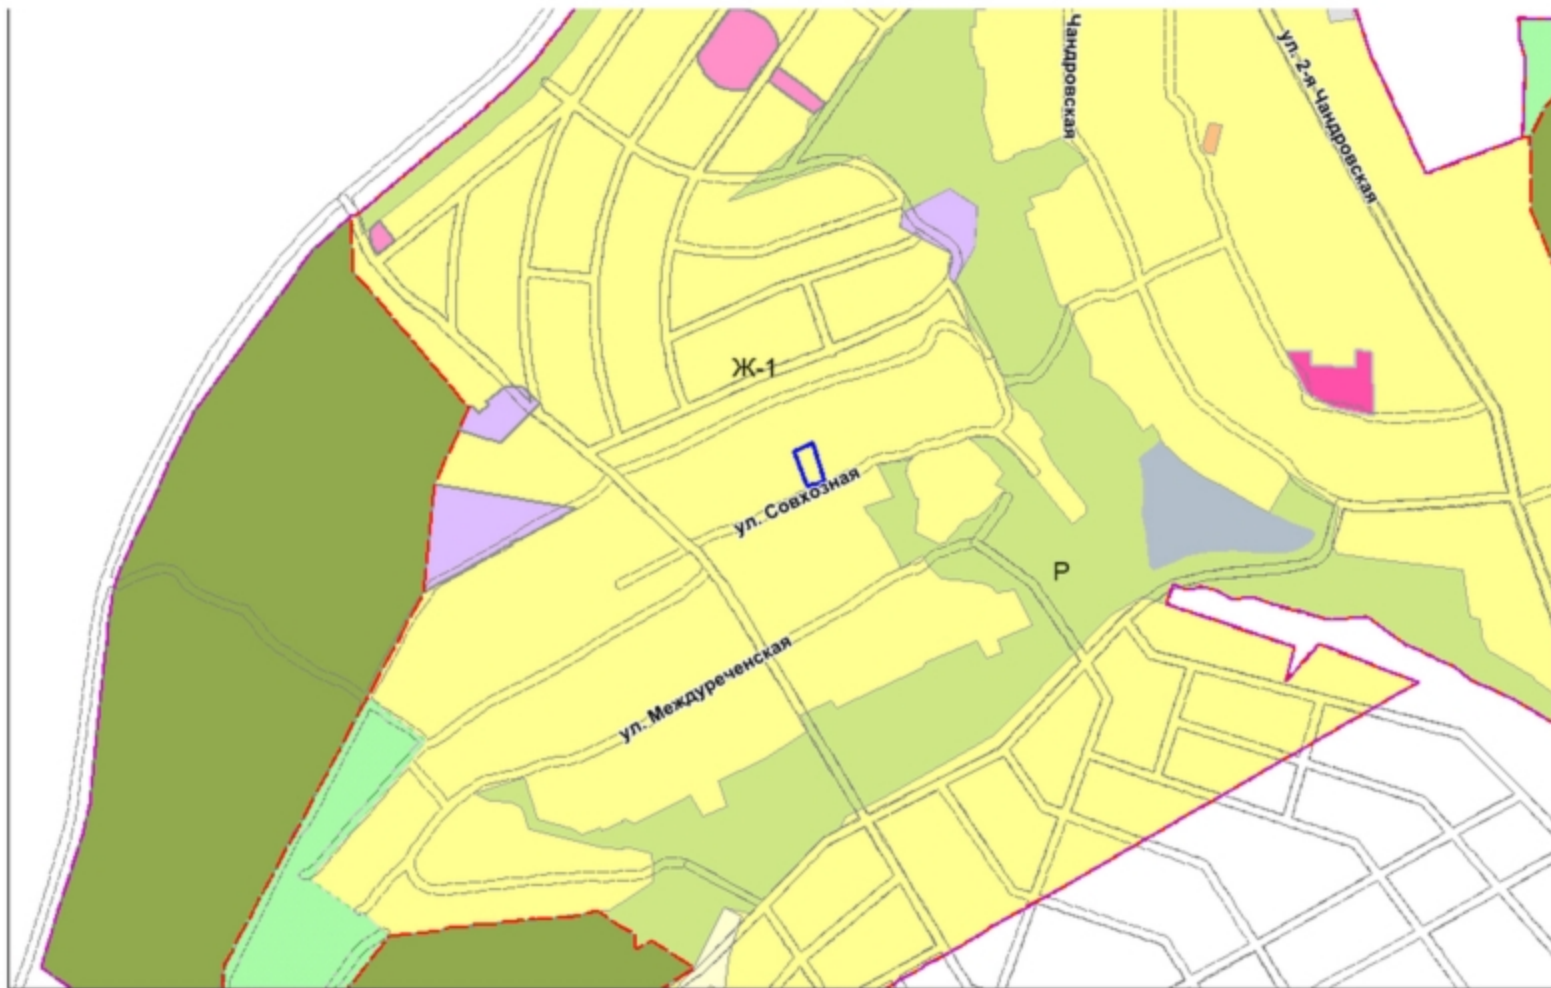 Чандровская
ул. 2-я Чандровская
Ж-1
ул. Совхозная
Р
ул. Междуреченская